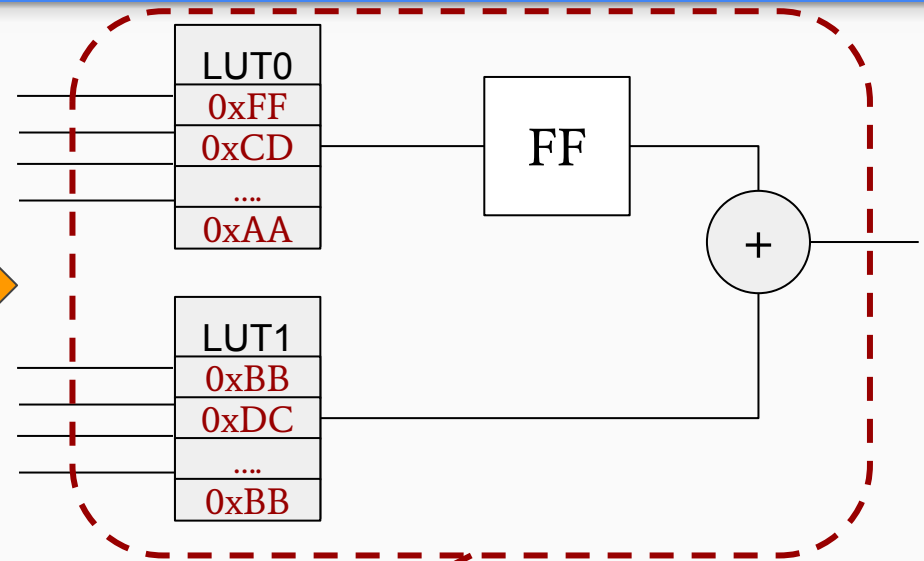 LUT0
0xFF
0xCD
....
0xAA
FF
+
LUT1
0xBB
0xDC
....
0xBB